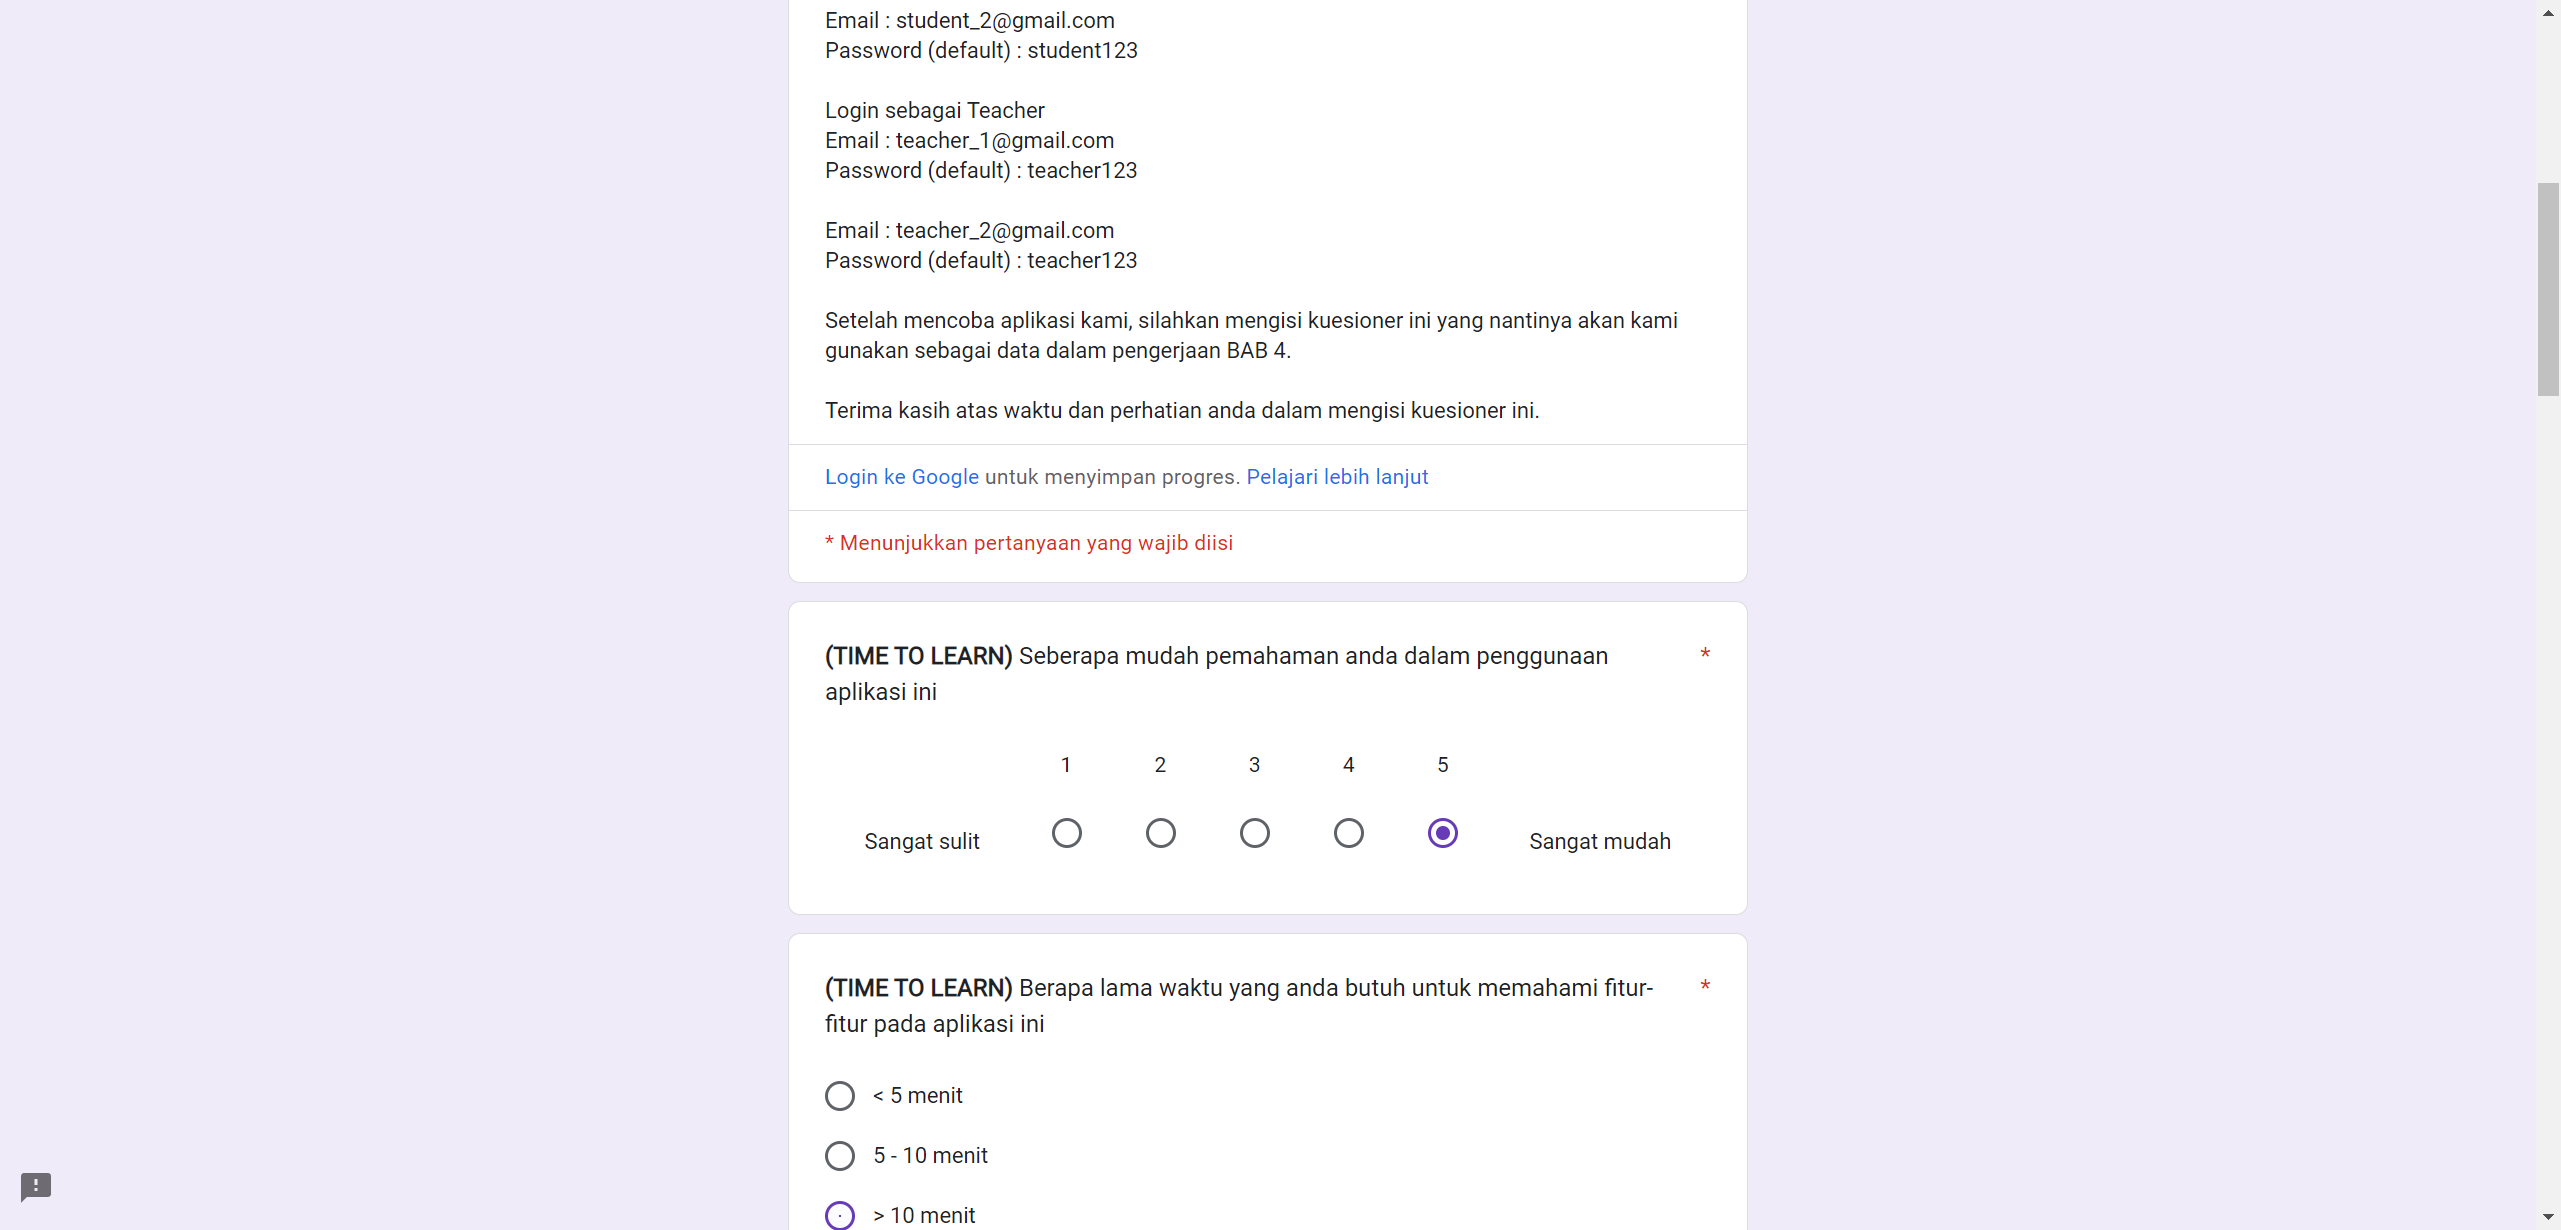 Email : student_2@gmail.com
Password (default) : student123
Login sebagai Teacher
Email : teacher_1@gmail.com
Password (default) : teacher123
Email : teacher_2@gmail.com
Password (default) : teacher123
Setelah mencoba aplikasi kami, silahkan mengisi kuesioner ini yang nantinya akan kami
gunakan sebagai data dalam pengerjaan BAB 4.
Terima kasih atas waktu dan perhatian anda dalam mengisi kuesioner ini.
Login ke Google untuk menyimpan progres. Pelajari lebih lanjut
* Menunjukkan pertanyaan yang wajib diisi
(TIME TO LEARN) Seberapa mudah pemahaman anda dalam penggunaan *
aplikasi ini
1 2 3 4 5
Sangat sulit Sangat mudah
(TIME TO LEARN) Berapa lama waktu yang anda butuh untuk memahami fitur- *
fitur pada aplikasi ini
< 5 menit
5 - 10 menit
> 10 menit